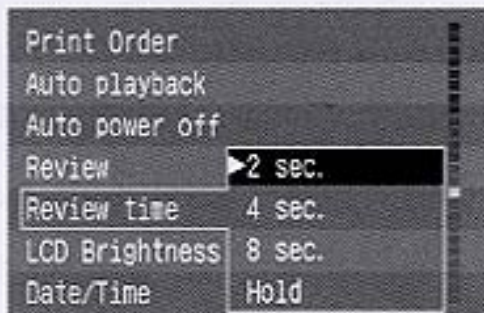 Print Order
Auto playback
Auto power off
Review 2 sec.
Review time 4 sec.
LCD Brightness 8 sec.
Date/Time Hold